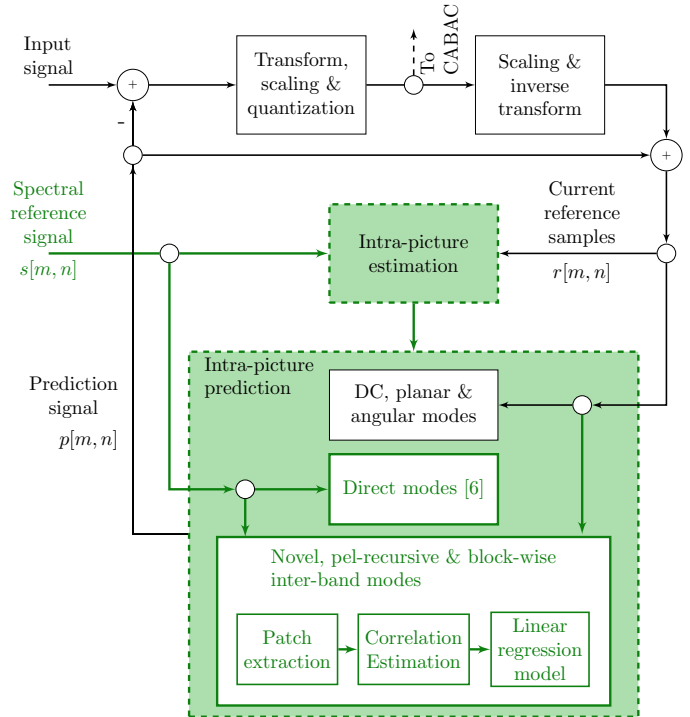 Input
signal
+
-
Transform,
scaling &
quantization
To
CABAC
Scaling &
inverse
transform
+
Spectral
reference
signal
s[m, n]
Intra-picture
estimation
Current
reference
samples
r[m, n]
Prediction
signal
p[m, n]
Intra-picture
prediction
DC, planar &
angular modes
Direct modes [6]
Novel, pel-recursive & block-wise
inter-band modes
Patch
extraction
Correlation
Estimation
Linear
regression
model